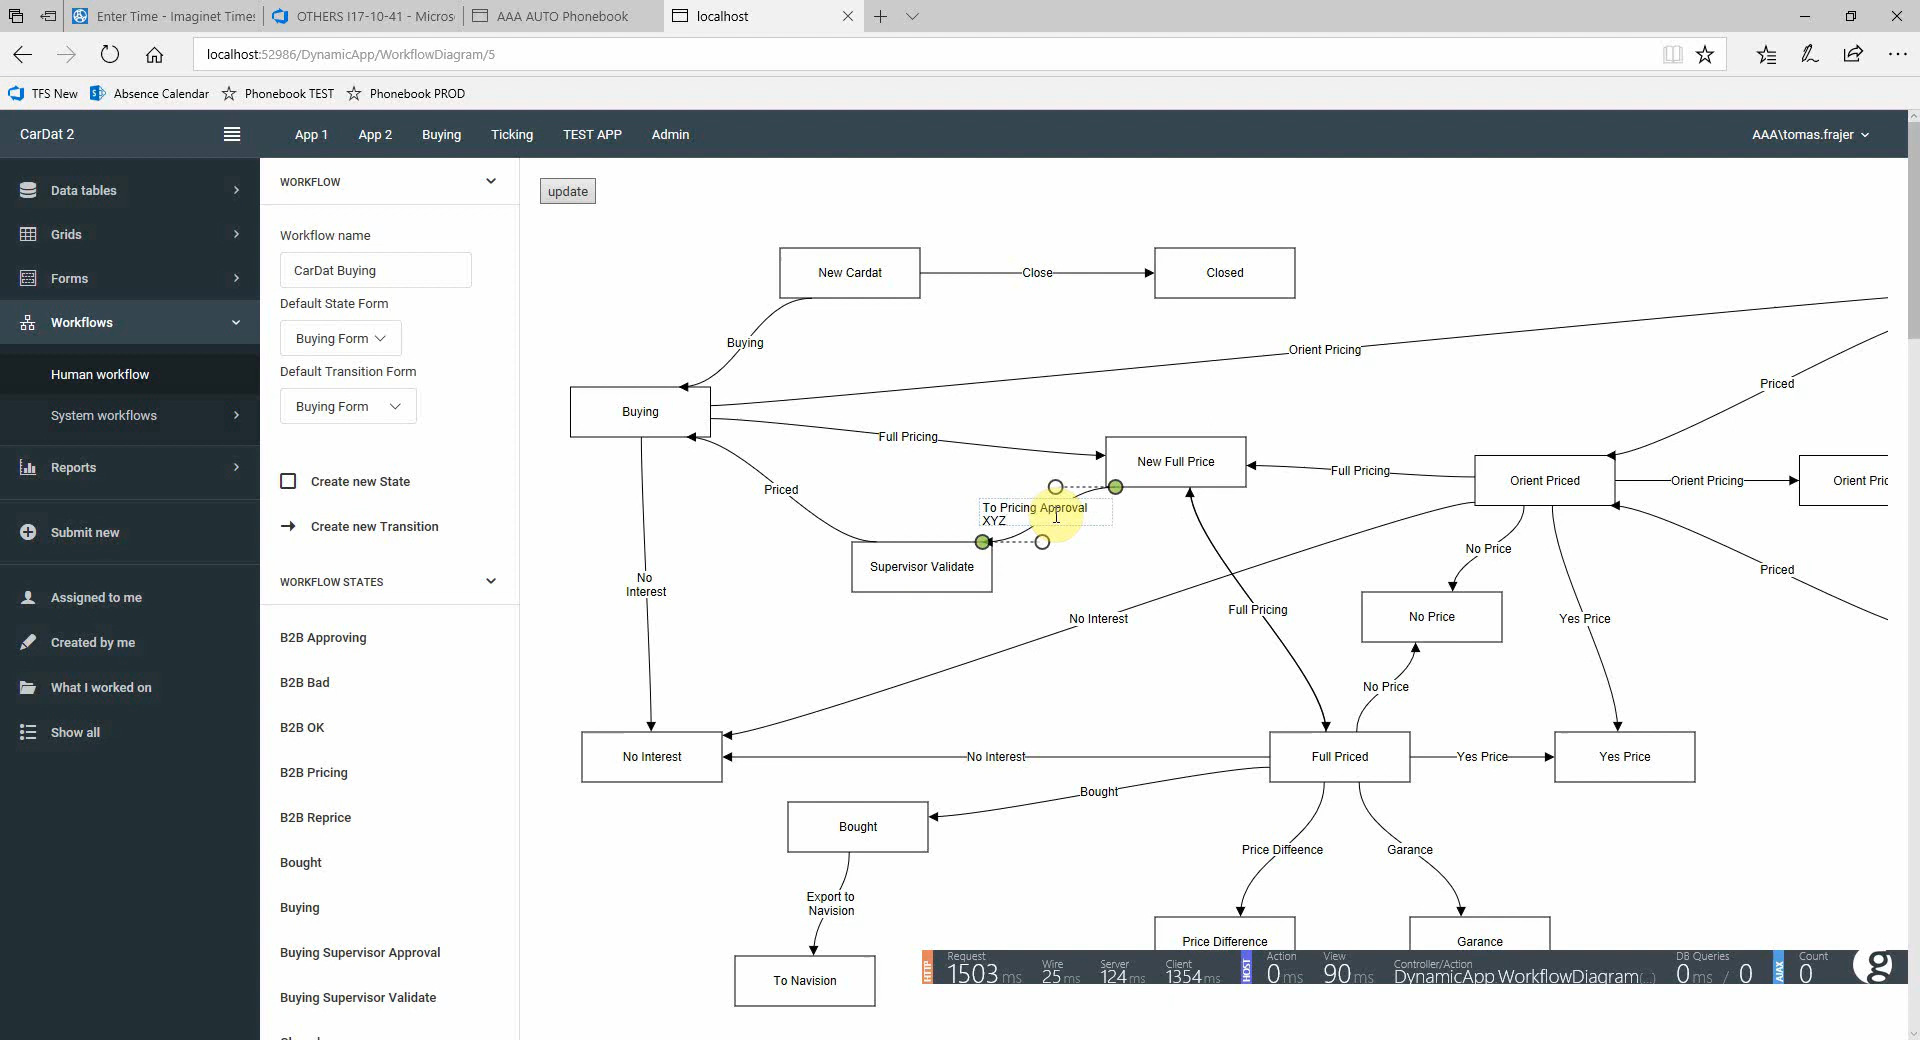 Enter Time - Imaginet Times
OTHERS I17-10-41 - Micros
AAA AUTO Phonebook
localhost
localhost:52986/DynamicApp/WorkflowDiagram/5
TFS New
Absence Calendar
Phonebook TEST
Phonebook PROD
CarDat 2
App 1
App 2
Buying
Ticking
TEST APP
Admin
AAA\tomas.frajer
Data tables
Grids
Forms
Workflows
Human workflow
System workflows
Reports
Submit new
Assigned to me
Created by me
What I worked on
Show all
WORKFLOW
Workflow name
CarDat Buying
Default State Form
Buying Form
Default Transition Form
Buying Form
Create new State
Create new Transition
WORKFLOW STATES
B2B Approving
B2B Bad
B2B OK
B2B Pricing
B2B Reprice
Bought
Buying
Buying Supervisor Approval
Buying Supervisor Validate
update
New Cardat
Close
Closed
Buying
Orient Pricing
Priced
Buying
Full Pricing
New Full Price
Full Pricing
Orient Priced
Orient Pricing
Orient Pric
Priced
To Pricing Approval
XYZ
Supervisor Validate
No Price
Priced
No
Interest
No Interest
Full Pricing
No Price
Yes Price
No Price
No Interest
No Interest
Full Priced
Yes Price
Yes Price
Bought
Bought
Price Diffeence
Garance
Export to
Navision
Price Difference
Garance
To Navision
HTTP
Request
1503 ms
Wire
25 ms
Server
124 ms
Client
1354 ms
HOST
Action
0 ms
View
90 ms
Controller/Action
DynamicApp.WorkflowDiagram(...)
DB Queries
0 ms / 0
AJAX
Count
0
g